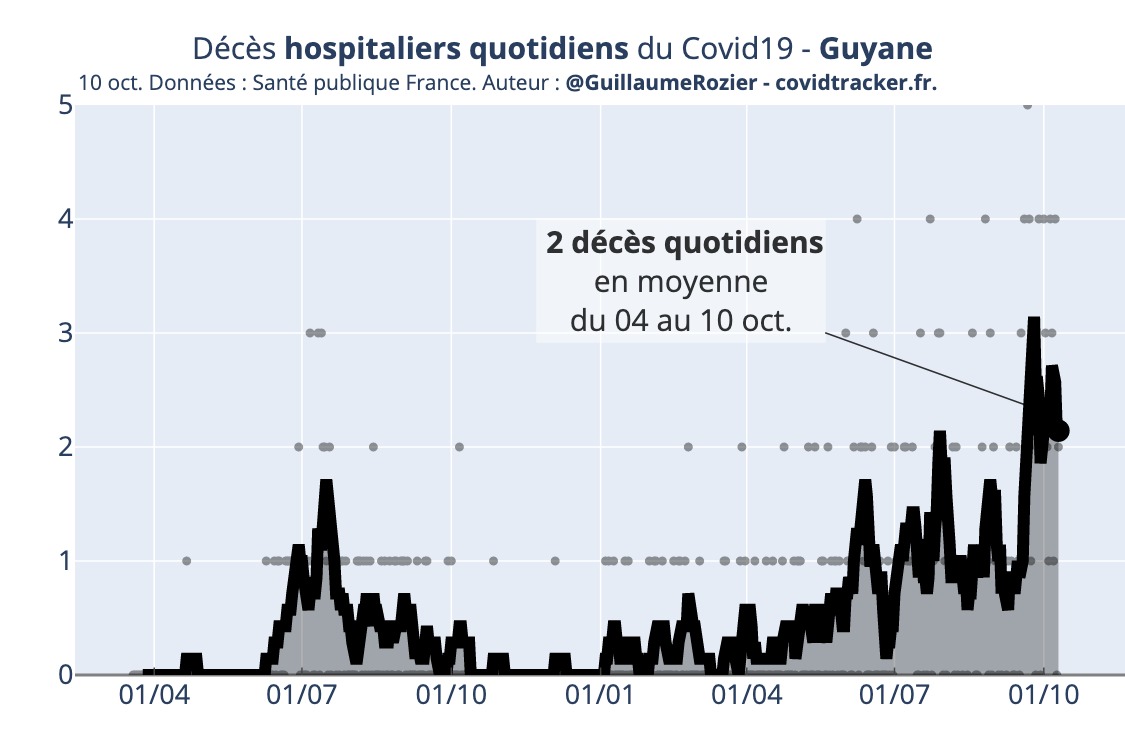 Décès hospitaliers quotidiens du Covid19 - Guyane
10 oct. Données : Santé publique France. Auteur : @GuillaumeRozier - covidtracker.fr.
5
4
2 décès quotidiens
en moyenne
du 04 au 10 oct.
3
2
1
0
01/04 01/07 01/10 01/01 01/04 01/07 01/10